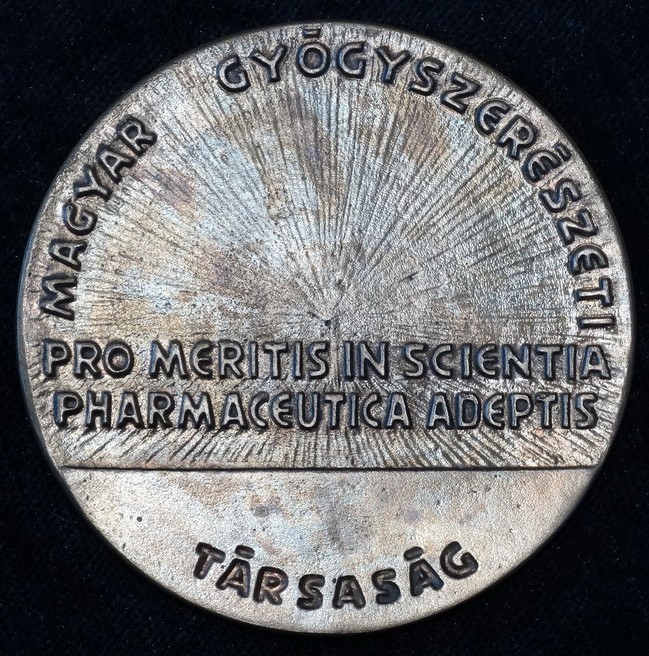 MAGYAR GYÓGYSZERÉSZETI
PRO MERITIS IN SCIENTIA
PHARMACEUTICA ADEPTIS
TÁRSASÁG